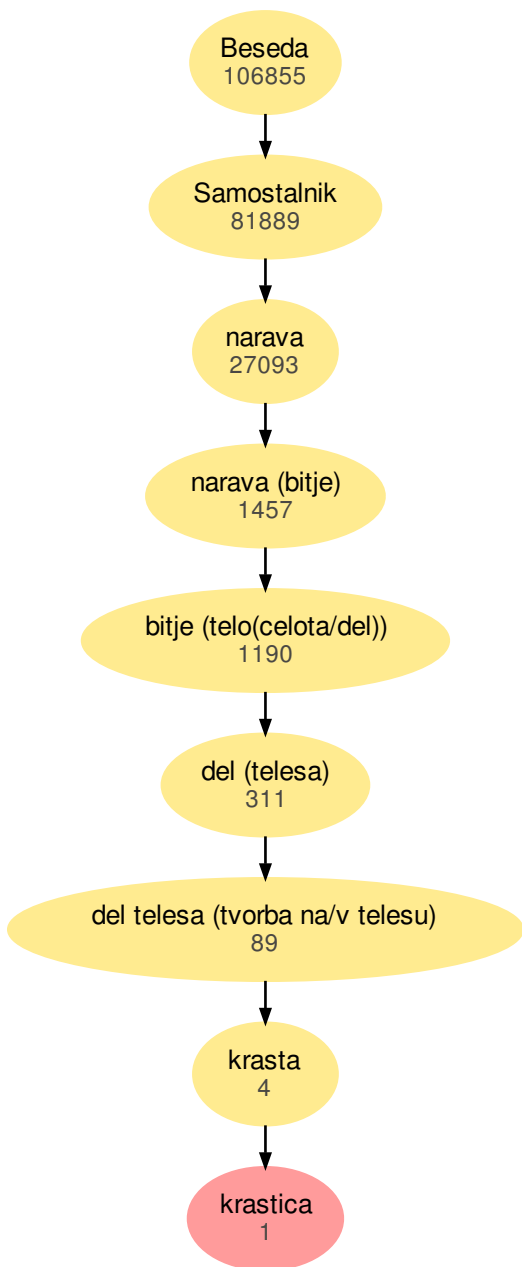 Beseda
106855
Samostalnik
81889
narava
27093
narava (bitje)
1457
bitje (telo(celota/del))
1190
del (telesa)
311
del telesa (tvorba na/v telesu)
89
krasta
4
krastica
1